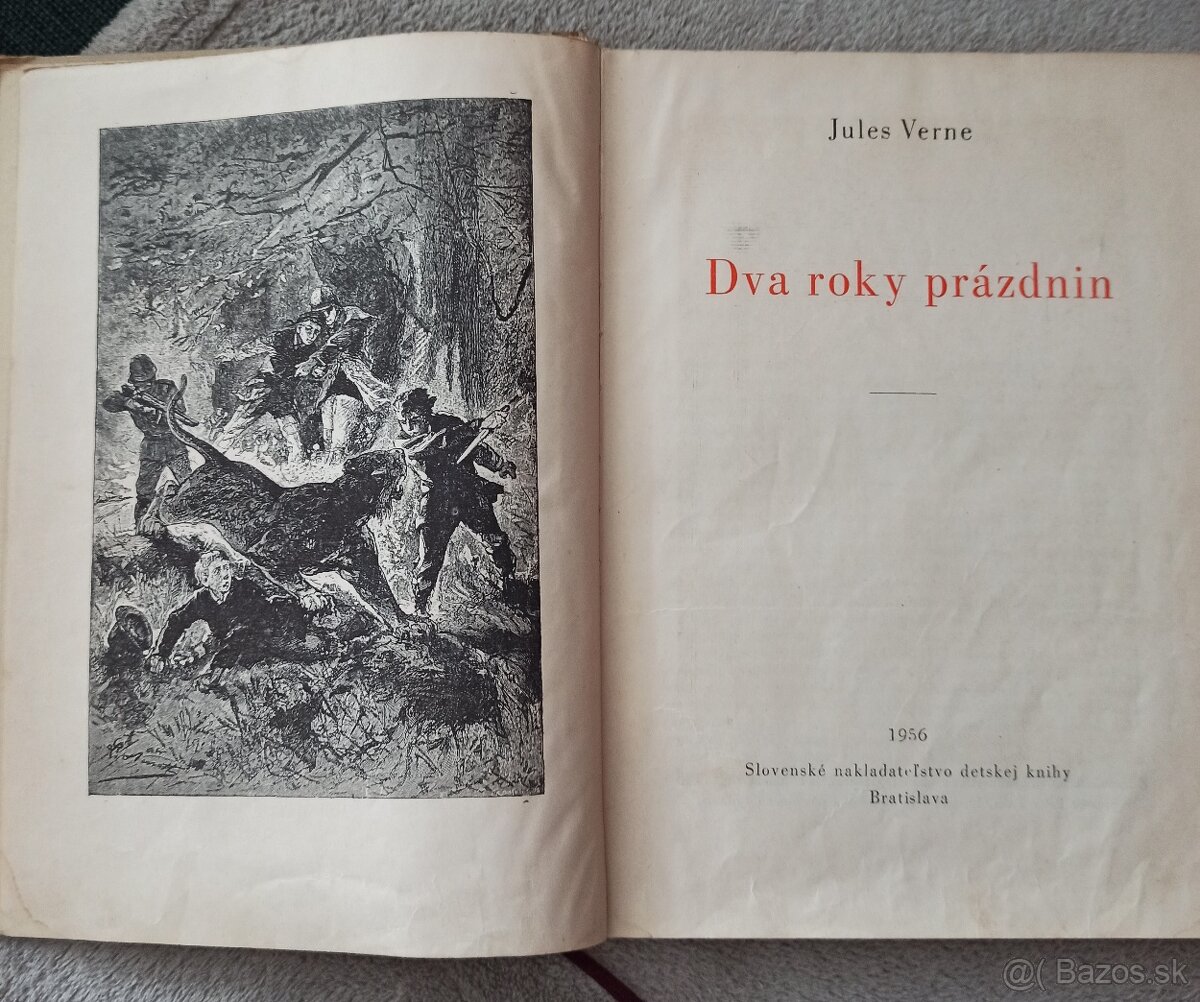 Jules Verne
Dva roky prázdnin
1956
Slovenské nakladateľstvo detskej knihy
Bratislava
@( Bazos.sk